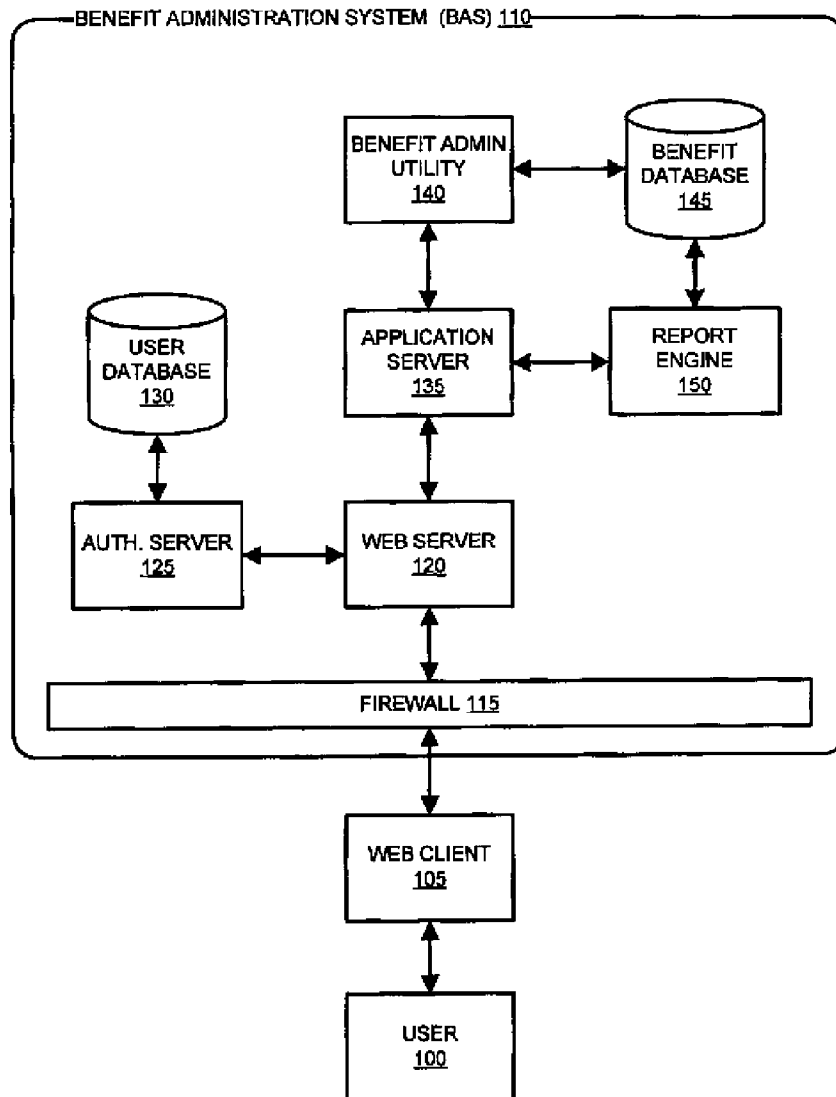 BENEFIT ADMINISTRATION SYSTEM (BAS) 110
BENEFIT ADMIN
UTILITY
140
BENEFIT
DATABASE
145
USER
DATABASE
130
APPLICATION
SERVER
135
REPORT
ENGINE
150
AUTH. SERVER
125
WEB SERVER
120
FIREWALL 115
WEB CLIENT
105
USER
100